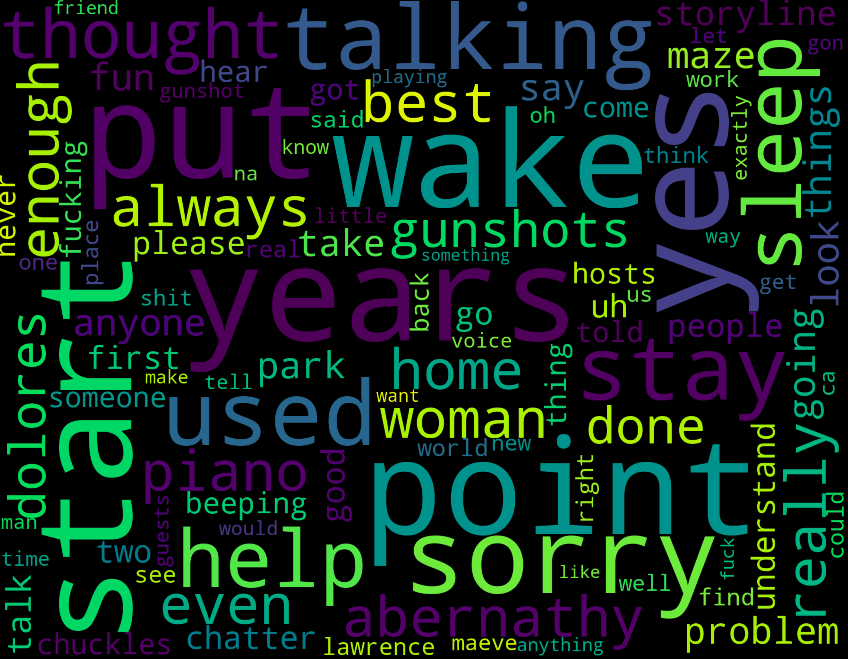 friend
thought
talking
storyline
let
gon
fun
hear
playing
maze
gunshot
got
best
say
work
put
come
said
oh
wakes
yes
exactly
sleep
things
enough
know
think
fucking
na
always
little
gunshots
never
please
real
take
way
one
place
something
look
years
hosts
get
us
shit
back
uh
start
anyone
go
told
people
voice
first
park
home
stay
dolores
make
tell
thing
going
ca
someone
used
want
woman
done
world
new
really
piano
good
point
right
understand
beeping
guests
could
man
would
time
two
help
sorry
fuck
see
like
well
talk
even
find
abernathy
chuckles
chatter
lawrence
maeve
anything
problem